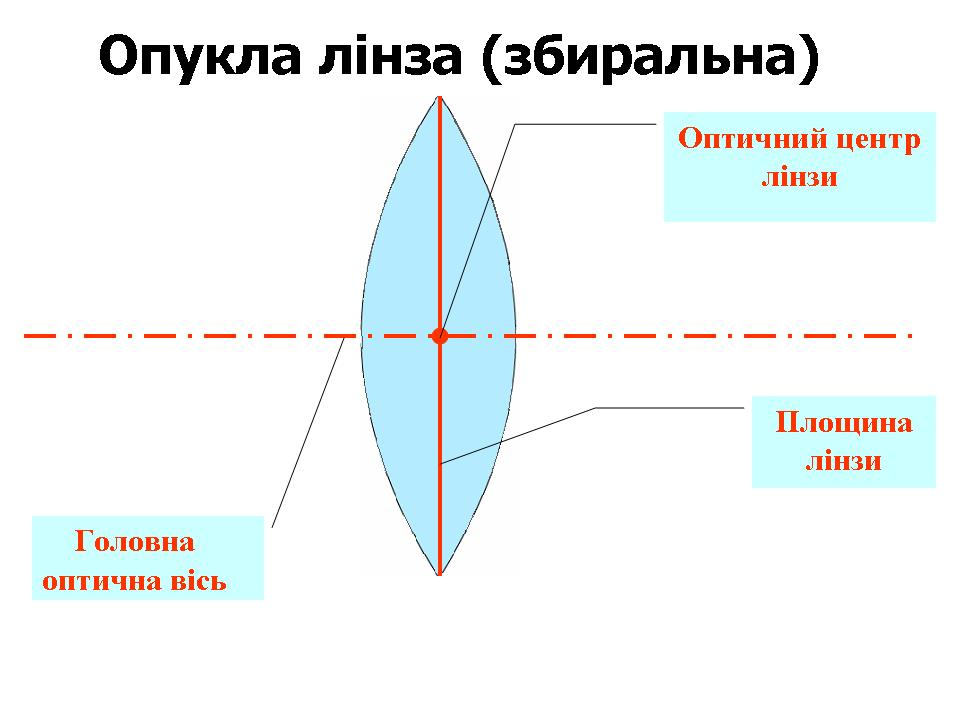 Опукла лінза (збиральна)
Оптичний центр
лінзи
Площина
лінзи
Головна
оптична вісь